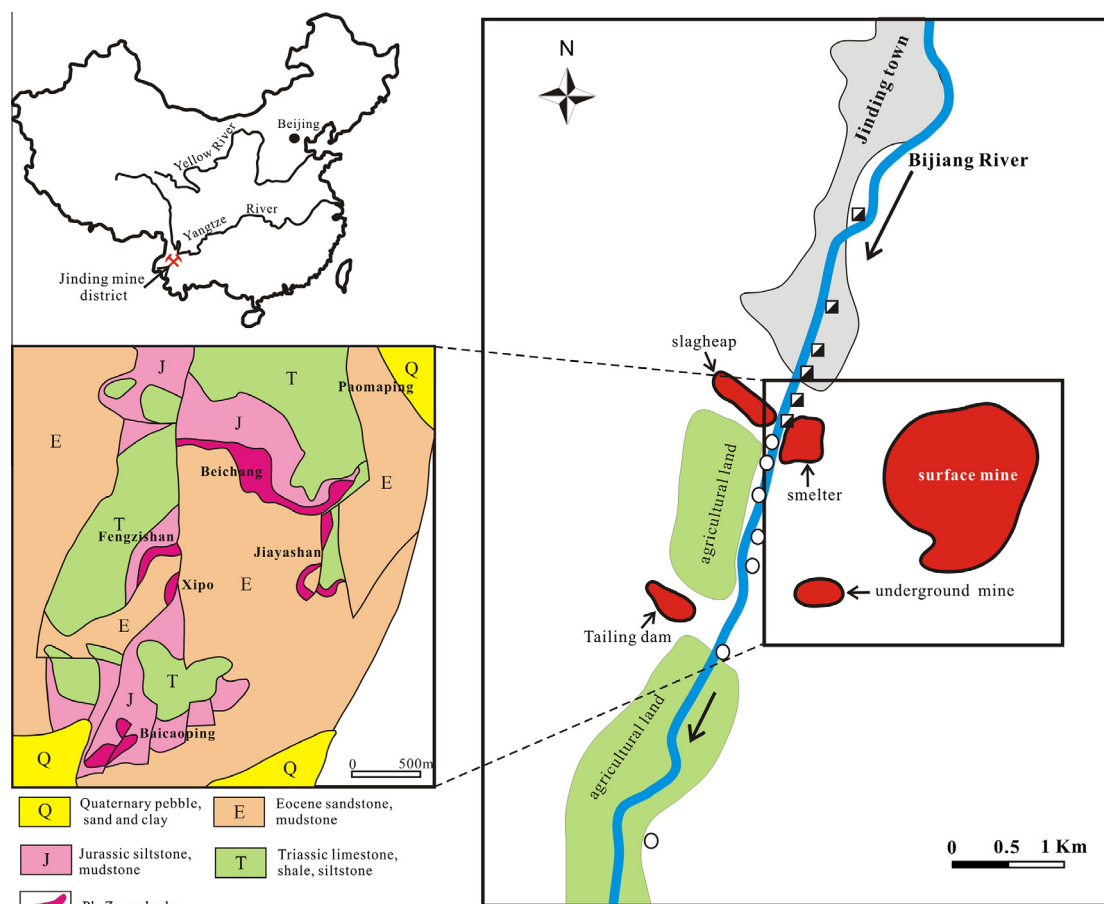 Beijing
Yellow River
Yangtze
River
Jinding mine
district
N
Jinding town
Bijiang River
slagheap
agricultural land
smelter
surface mine
underground mine
Tailing dam
agricultural land
0 0.5 1 Km
J
T
Q
Paomaping
E
J
Beichang
E
T
Fengzishan
Jiayashan
Xipo
E
E
T
J
Baicaoping
Q
Q
0 500m
Q
Quaternary pebble,
sand and clay
E
Eocene sandstone,
mudstone
J
Jurassic siltstone,
mudstone
T
Triassic limestone,
shale, siltstone